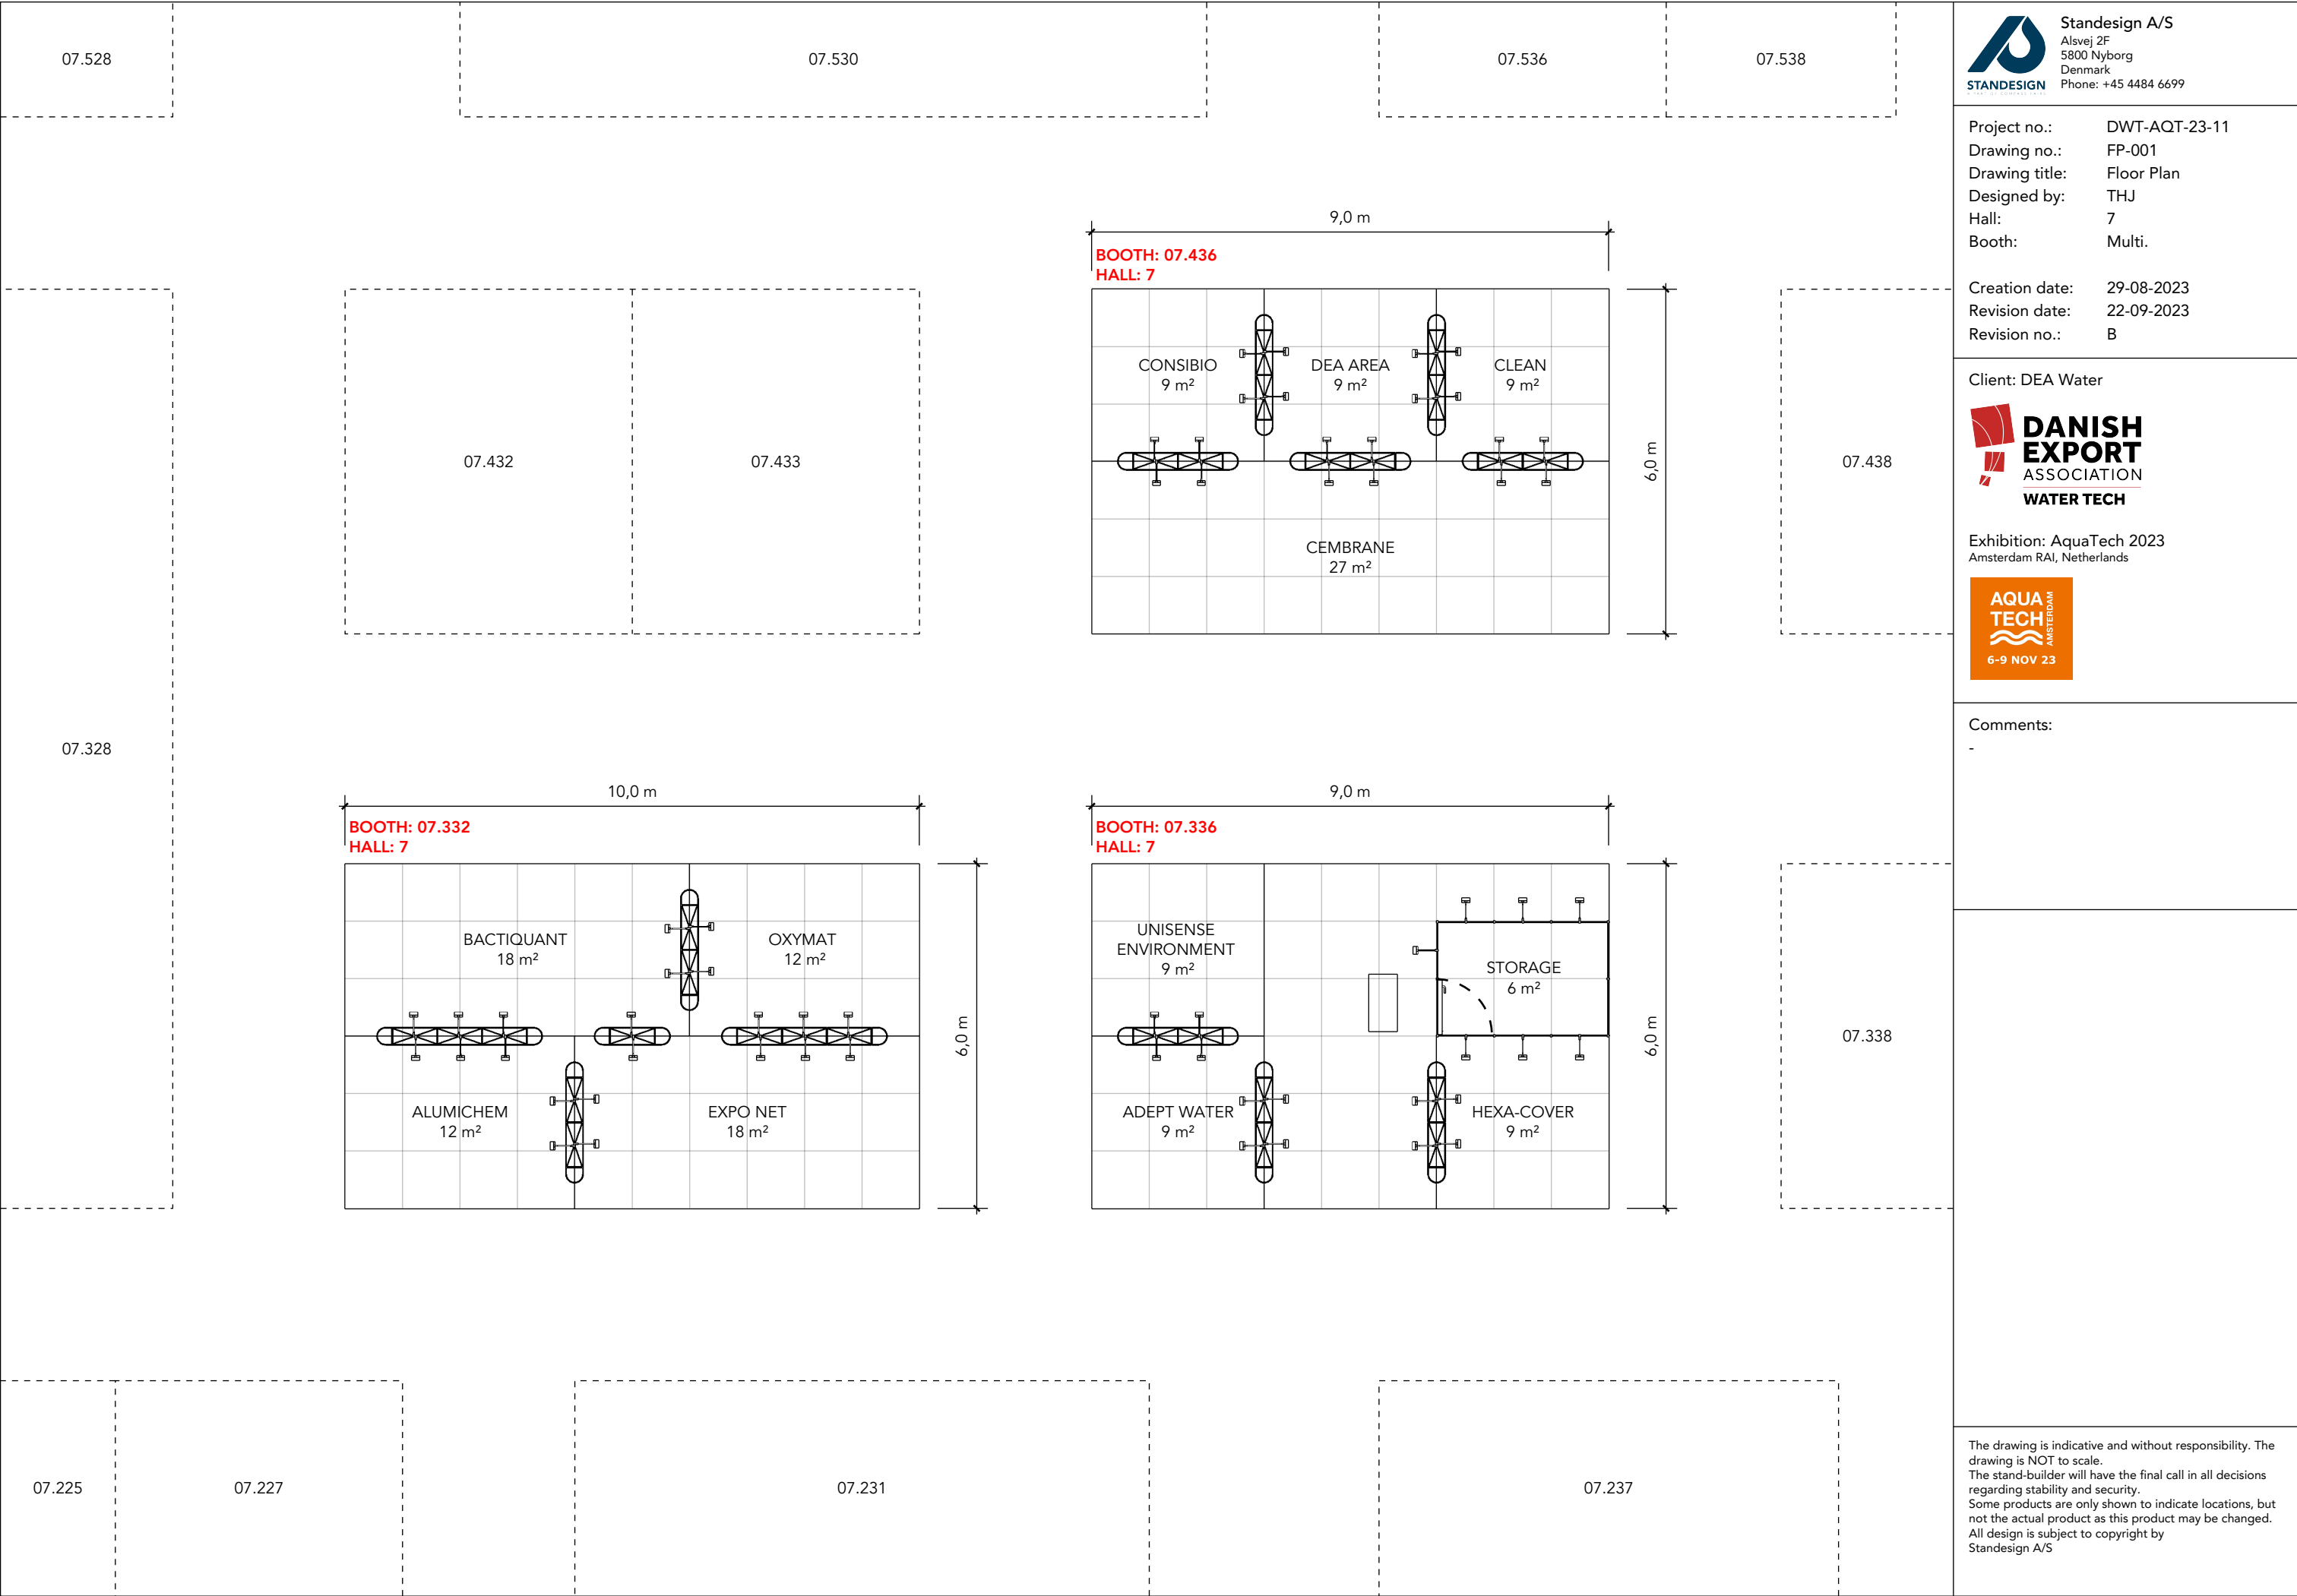 07.528
07.530
07.536
07.538
9,0 m
BOOTH: 07.436
HALL: 7
CONSIBIO
9 m²
DEA AREA
9 m²
CLEAN
9 m²
CEMBRANE
27 m²
6,0 m
07.432
07.433
07.438
07.328
10,0 m
BOOTH: 07.332
HALL: 7
BACTIQUANT
18 m²
OXYMAT
12 m²
ALUMICHEM
12 m²
EXPO NET
18 m²
6,0 m
9,0 m
BOOTH: 07.336
HALL: 7
UNISENSE
ENVIRONMENT
9 m²
STORAGE
6 m²
ADEPT WATER
9 m²
HEXA-COVER
9 m²
6,0 m
07.338
07.225
07.227
07.231
07.237
STANDESIGN
Standesign A/S
Alsvej 2F
5800 Nyborg
Denmark
Phone: +45 4484 6699
Project no.: DWT-AQT-23-11
Drawing no.: FP-001
Drawing title: Floor Plan
Designed by: THJ
Hall: 7
Booth: Multi.
Creation date: 29-08-2023
Revision date: 22-09-2023
Revision no.: B
Client: DEA Water
DANISH
EXPORT
ASSOCIATION
WATER TECH
Exhibition: AquaTech 2023
Amsterdam RAI, Netherlands
AQUA
TECH
AMSTERDAM
6-9 NOV 23
Comments:
-
The drawing is indicative and without responsibility. The
drawing is NOT to scale.
The stand-builder will have the final call in all decisions
regarding stability and security.
Some products are only shown to indicate locations, but
not the actual product as this product may be changed.
All design is subject to copyright by
Standesign A/S